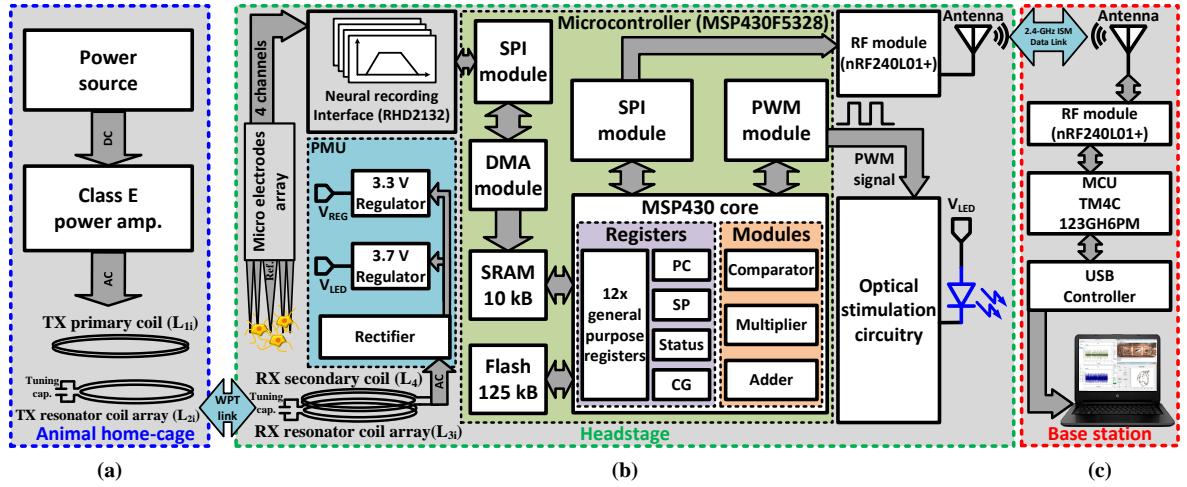 Power
source
DC
Class E
power amp.
AC
TX primary coil (L1i)
Tuning
cap.
TX resonator coil array (L2i)
Animal home-cage
(a)
WPT
link
4 channels
Micro electrodes
array
Ref.
Neural recording
Interface (RHD2132)
PMU
3.3 V
Regulator
VREG
3.7 V
Regulator
VLED
Rectifier
AC
RX secondary coil (L4)
Tuning
cap.
RX resonator coil array(L3i)
Microcontroller (MSP430F5328)
SPI
module
DMA
module
SRAM
10 kB
Flash
125 kB
SPI
module
PWM
module
MSP430 core
Registers
12x
general
purpose
registers
PC
SP
Status
CG
Modules
Comparator
Multiplier
Adder
RF module
(nRF240L01+)
Antenna
PWM
signal
Optical
stimulation
circuitry
VLED
Headstage
(b)
2.4-GHz ISM
Data Link
Antenna
RF module
(nRF240L01+)
MCU
TM4C
123GH6PM
USB
Controller
Base station
(c)